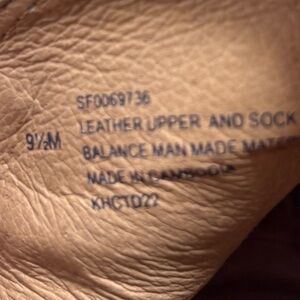 SF0069736
9½M
LEATHER UPPER AND SOCK
BALANCE MAN MADE
MADE IN CAMBODIA
KHCTD22